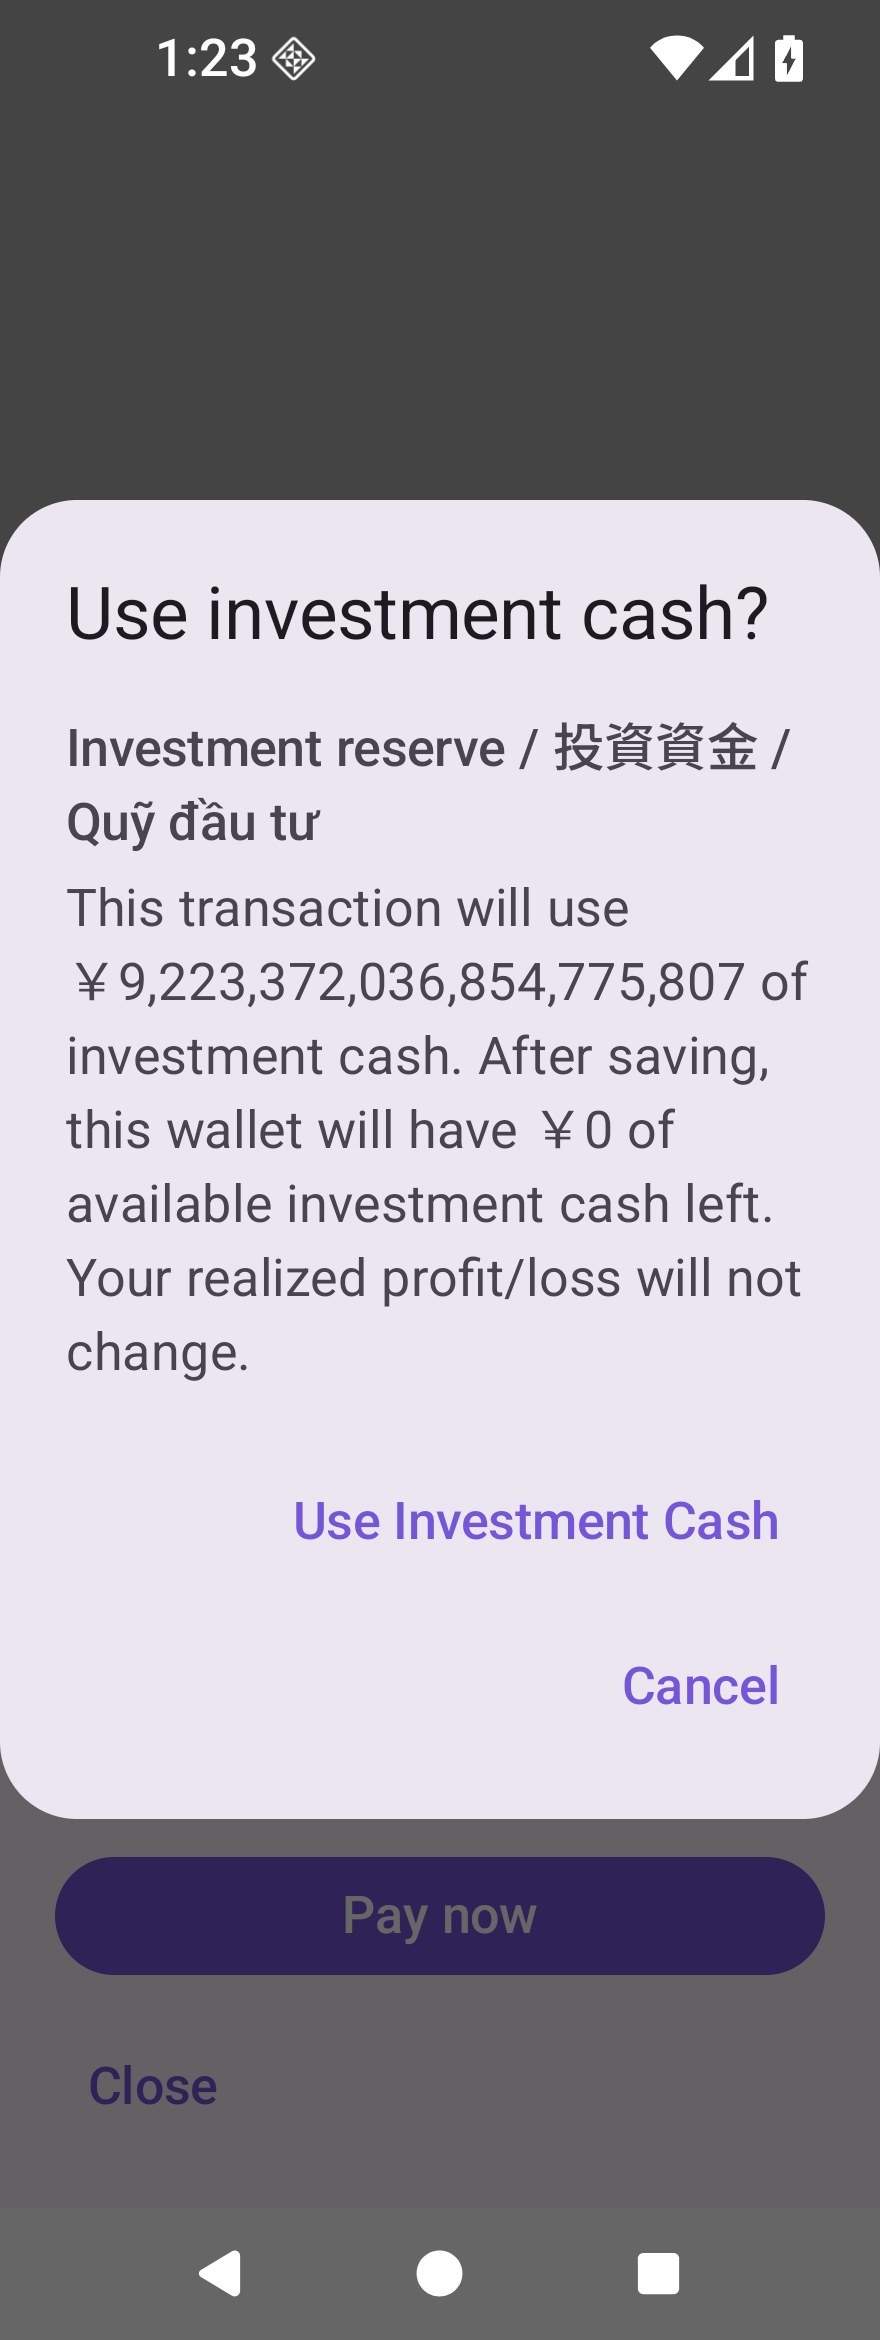 1:23
Use investment cash?
Investment reserve / 投資資金 /
Quỹ đầu tư
This transaction will use
￥9,223,372,036,854,775,807 of
investment cash. After saving,
this wallet will have ￥0 of
available investment cash left.
Your realized profit/loss will not
change.
Use Investment Cash
Cancel
Pay now
Close